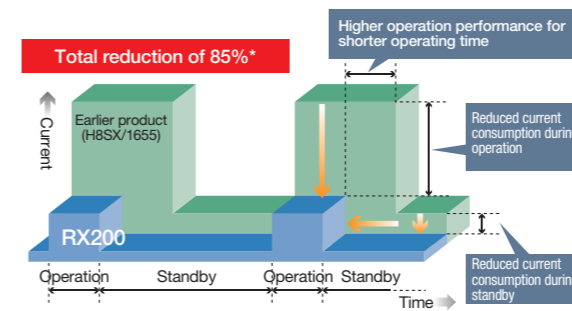 Higher operation performance for
shorter operating time
Total reduction of 85%*
Current
Earlier product
(H8SX/1655)
Reduced current
consumption during
operation
RX200
Operation
Standby
Operation
Standby
Time
Reduced current
consumption during
standby